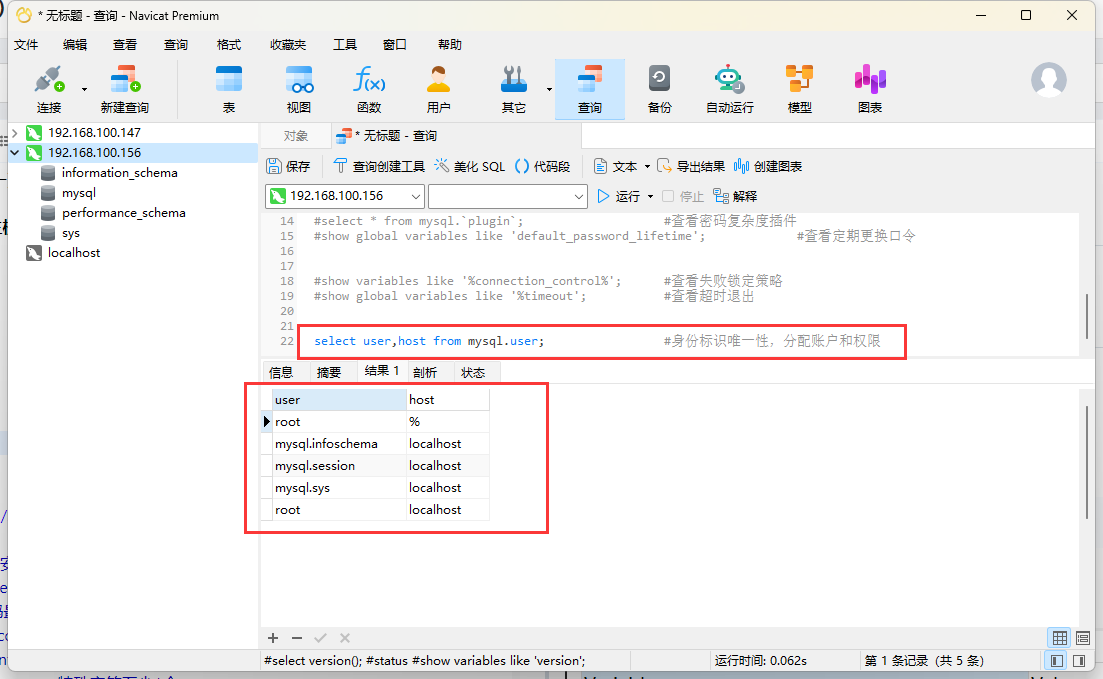 * 无标题 - 查询 - Navicat Premium
文件 编辑 查看 查询 格式 收藏夹 工具 窗口 帮助
连接 新建查询 表 视图 函数 用户 其它 查询 备份 自动运行 模型 图表
192.168.100.147
192.168.100.156
information_schema
mysql
performance_schema
sys
localhost
对象 * 无标题 - 查询
保存 查询创建工具 美化 SQL 代码段 文本 导出结果 创建图表
192.168.100.156 运行 停止 解释
14 #select * from mysql.`plugin`; #查看密码复杂度插件
15 #show global variables like 'default_password_lifetime'; #查看定期更换口令
16
17
18 #show variables like '%connection_control%'; #查看失败锁定策略
19 #show global variables like '%timeout'; #查看超时退出
20
21
22 select user,host from mysql.user; #身份标识唯一性，分配账户和权限
信息 摘要 结果 1 剖析 状态
user host
root %
mysql.infoschema localhost
mysql.session localhost
mysql.sys localhost
root localhost
#select version(); #status #show variables like 'version'; 运行时间: 0.062s 第 1 条记录 (共 5 条)